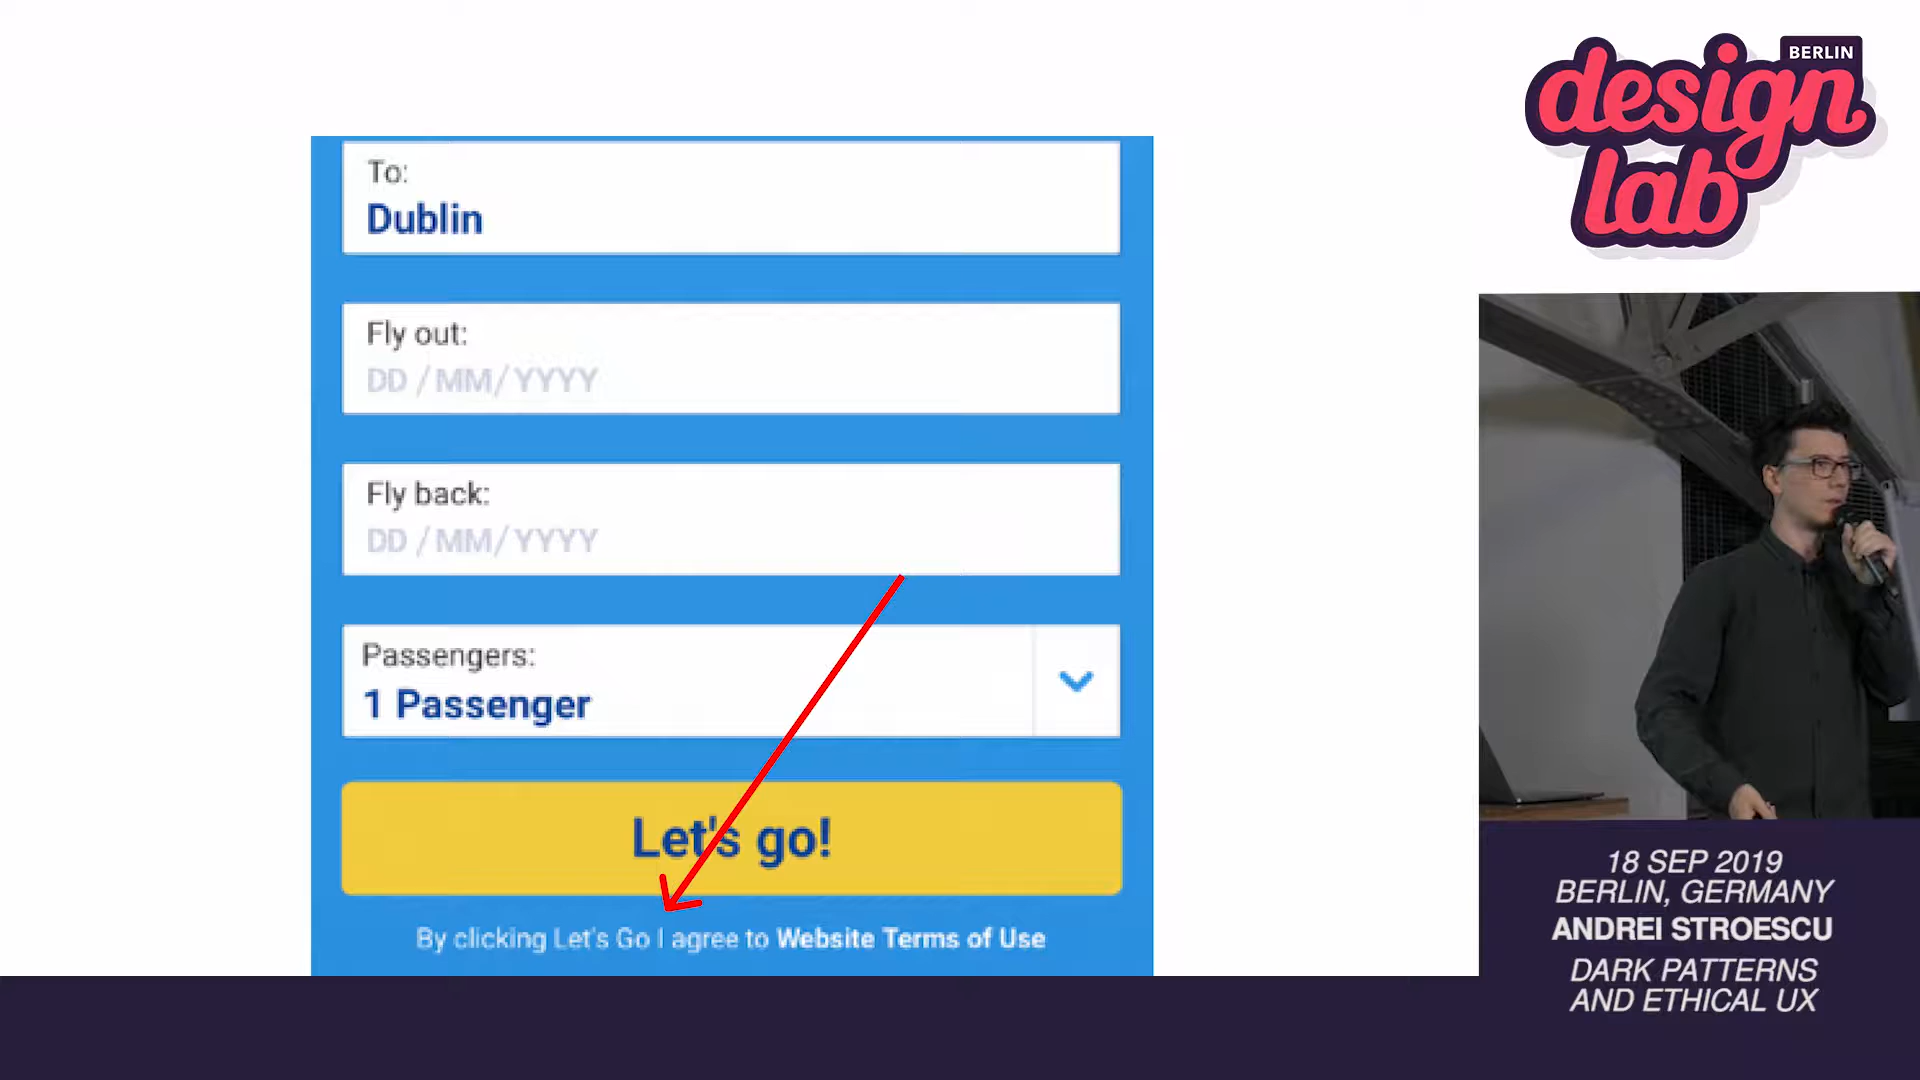 To:
Dublin
Fly out:
DD / MM / YYYY
Fly back:
DD / MM / YYYY
Passengers:
1 Passenger
Let's go!
By clicking Let's Go I agree to Website Terms of Use
BERLIN
design
lab
18 SEP 2019
BERLIN, GERMANY
ANDREI STROESCU
DARK PATTERNS
AND ETHICAL UX